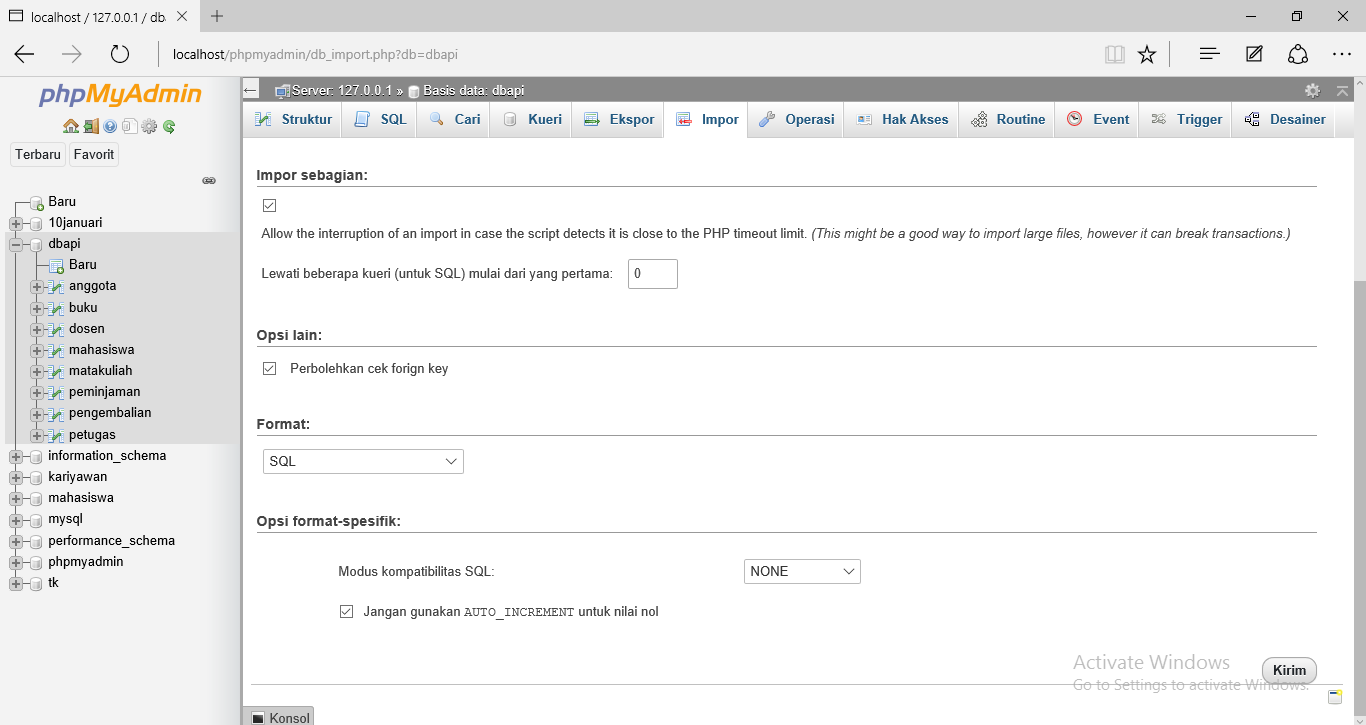 localhost / 127.0.0.1 / db
localhost/phpmyadmin/db_import.php?db=dbapi
phpMyAdmin
Terbaru Favorit
Baru
10januari
dbapi
Baru
anggota
buku
dosen
mahasiswa
matakuliah
peminjaman
pengembalian
petugas
information_schema
kariyawan
mahasiswa
mysql
performance_schema
phpmyadmin
tk
Server: 127.0.0.1 » Basis data: dbapi
Struktur SQL Cari Kueri Ekspor Impor Operasi Hak Akses Routine Event Trigger Desainer
Impor sebagian:
Allow the interruption of an import in case the script detects it is close to the PHP timeout limit. (This might be a good way to import large files, however it can break transactions.)
Lewati beberapa kueri (untuk SQL) mulai dari yang pertama: 0
Opsi lain:
Perbolehkan cek forign key
Format:
SQL
Opsi format-spesifik:
Modus kompatibilitas SQL: NONE
Jangan gunakan AUTO_INCREMENT untuk nilai nol
Activate Windows
Go to Settings to activate Windows.
Kirim
Konsol